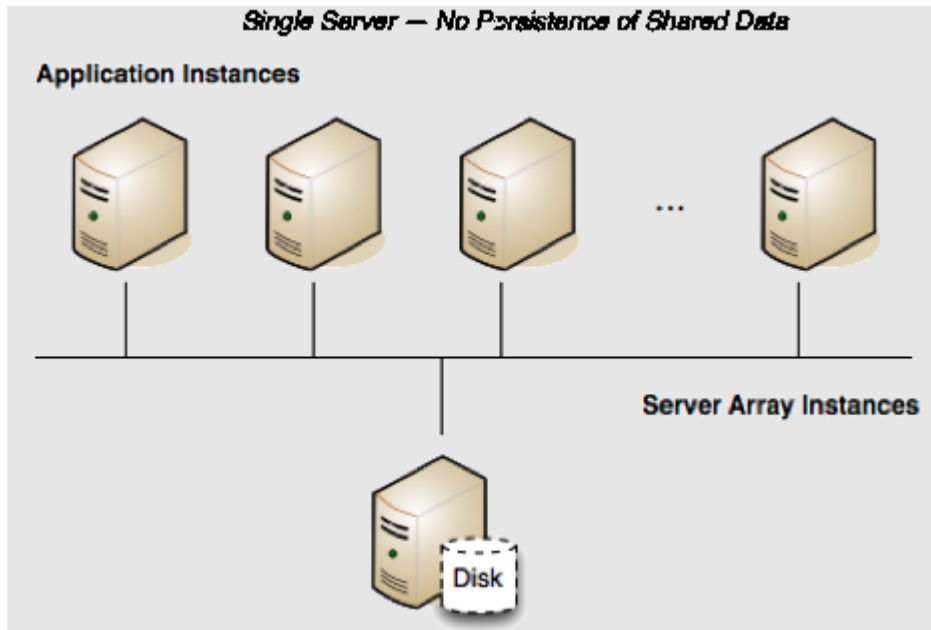 Single Server — No Persistence of Shared Data
Application Instances
...
Server Array Instances
Disk